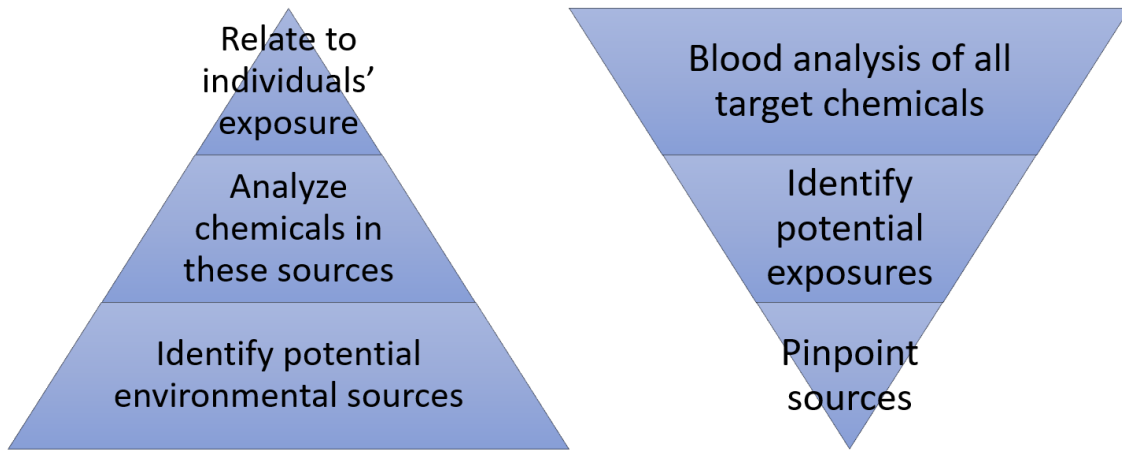 Relate to
individuals’
exposure
Analyze
chemicals in
these sources
Identify potential
environmental sources
Blood analysis of all
target chemicals
Identify
potential
exposures
Pinpoint
sources